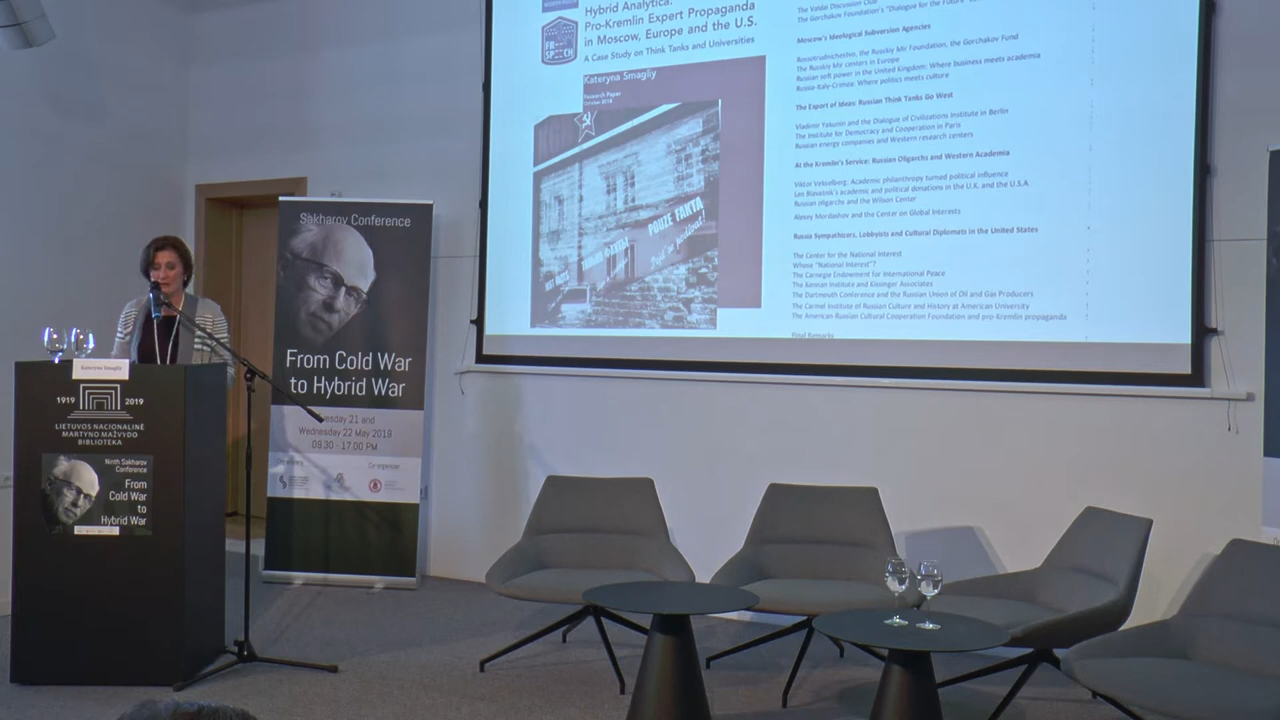 Hybrid Analytica:
Pro-Kremlin Expert Propaganda
in Moscow, Europe and the U.S.
A Case Study on Think Tanks and Universities
FREE
SPEECH
Kateryna Smagliy
Research Paper
October 2018
POUZE FAKTA
The Valdai Discussion Club
The Gorchakov Foundation's "Dialogue for the Future"
Moscow's Ideological Subversion Agencies
Rossotrudnichestvo, the Russkiy Mir Foundation, the Gorchakov Fund
The Russkiy Mir centers in Europe
Russian soft power in the United Kingdom: Where business meets academia
Russia-Italy-Crimea: Where politics meets culture
The Export of Ideas: Russian Think Tanks Go West
Vladimir Yakunin and the Dialogue of Civilizations Institute in Berlin
The Institute for Democracy and Cooperation in Paris
Russian energy companies and Western research centers
At the Kremlin's Service: Russian Oligarchs and Western Academia
Viktor Vekselberg: Academic philanthropy turned political influence
Len Blavatnik's academic and political donations in the U.K. and the U.S.A
Russian oligarchs and the Wilson Center
Alexey Mordashov and the Center on Global Interests
Russia Sympathizers, Lobbyists and Cultural Diplomats in the United States
The Center for the National Interest
Whose "National Interest"?
The Carnegie Endowment for International Peace
The Kennan Institute and Kissinger Associates
The Dartmouth Conference and the Russian Union of Oil and Gas Producers
The Carmel Institute of Russian Culture and History at American University
The American Russian Cultural Cooperation Foundation and pro-Kremlin propaganda
Final Remarks
Sakharov Conference
From Cold War
to Hybrid War
Tuesday 21 and
Wednesday 22 May 2019
09.30 - 17.00 PM
Co-organizer
Kateryna Smagliy
1919 2019
LIETUVOS NACIONALINĖ
MARTYNO MAŽVYDO
BIBLIOTEKA
Ninth Sakharov
Conference
From
Cold War
to
Hybrid War